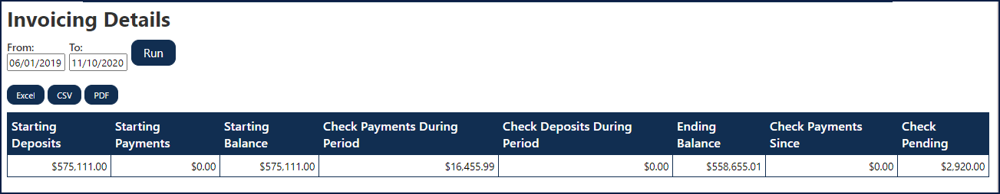 Invoicing Details
From: To:
06/01/2019 11/10/2020 Run
Excel CSV PDF
Starting Starting Starting Check Payments During Check Deposits During Ending Check Payments Check
Deposits Payments Balance Period Period Balance Since Pending
$575,111.00 $0.00 $575,111.00 $16,455.99 $0.00 $558,655.01 $0.00 $2,920.00